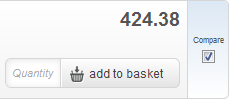 424.38
Compare
Quantity
add to basket